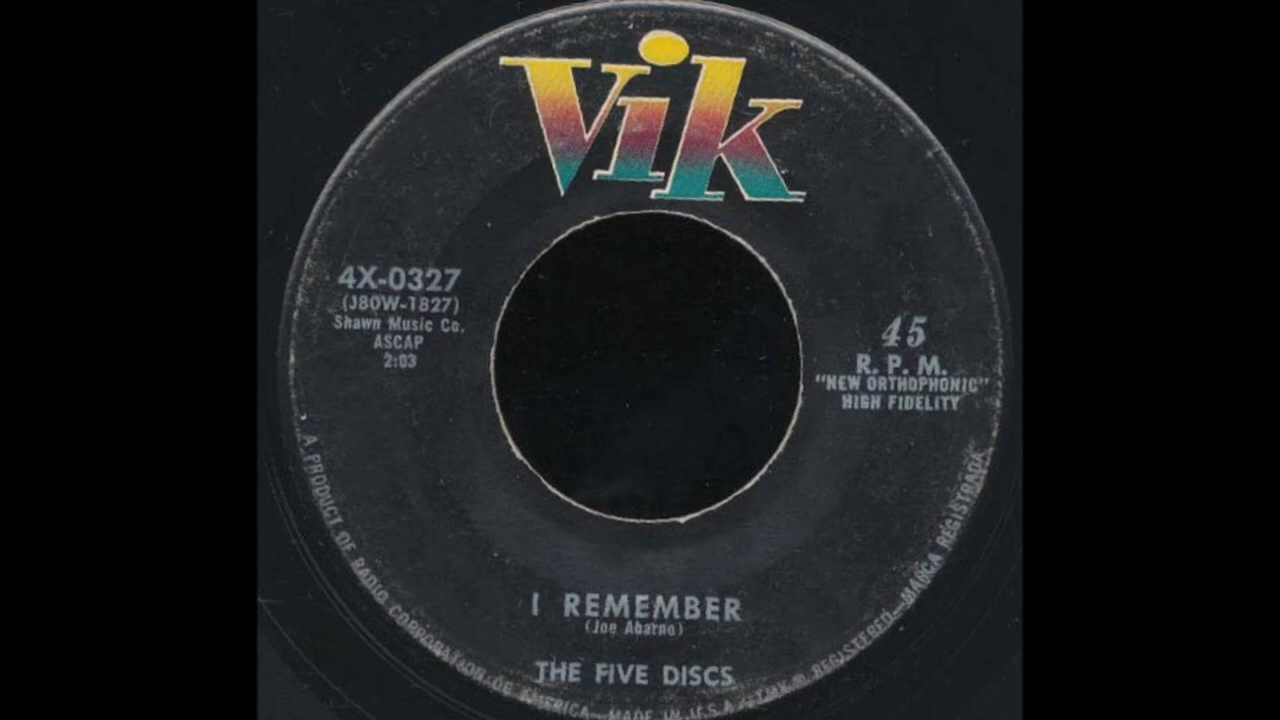 Vik
4X-0327
(J80W-1827)
Shawn Music Co.
ASCAP
2:03
45
R. P. M.
"NEW ORTHOPHONIC"
HIGH FIDELITY
I REMEMBER
(Joe Abarno)
THE FIVE DISCS
A PRODUCT OF RADIO CORPORATION OF AMERICA—MADE IN U.S.A.—TMK ® REGISTERED—MARCA REGISTRADA